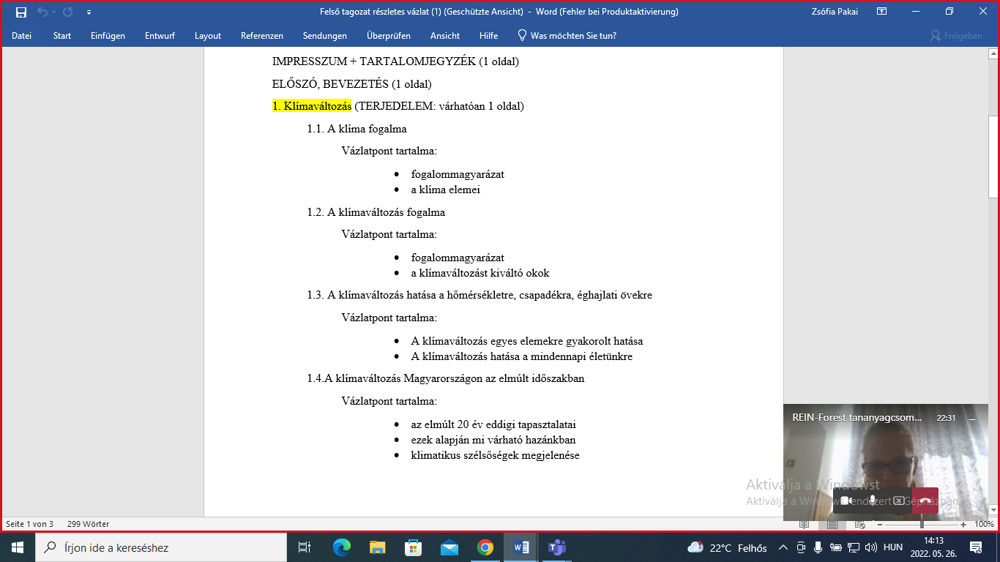 Felső tagozat részletes vázlat (1) (Geschützte Ansicht) - Word (Fehler bei Produktaktivierung)
Zsófia Pakai
Datei Start Einfügen Entwurf Layout Referenzen Sendungen Überprüfen Ansicht Hilfe Was möchten Sie tun? Freigeben
IMPRESSZUM + TARTALOMJEGYZÉK (1 oldal)
ELŐSZÓ, BEVEZETÉS (1 oldal)
1. Klímaváltozás (TERJEDELEM: várhatóan 1 oldal)
1.1. A klíma fogalma
Vázlatpont tartalma:
• fogalommagyarázat
• a klíma elemei
1.2. A klímaváltozás fogalma
Vázlatpont tartalma:
• fogalommagyarázat
• a klímaváltozást kiváltó okok
1.3. A klímaváltozás hatása a hőmérsékletre, csapadékra, éghajlati övekre
Vázlatpont tartalma:
• A klímaváltozás egyes elemekre gyakorolt hatása
• A klímaváltozás hatása a mindennapi életünkre
1.4.A klímaváltozás Magyarországon az elmúlt időszakban
Vázlatpont tartalma:
• az elmúlt 20 év eddigi tapasztalatai
• ezek alapján mi várható hazánkban
• klimatikus szélsőségek megjelenése
REIN-Forest tananyagcsom... 22:31
Aktiválja a Windowst
Aktiválja a Windows rendszert a Gépházban
Seite 1 von 3 299 Wörter
100%
Írjon ide a kereséshez
22°C Felhős
HUN
14:13
2022. 05. 26.